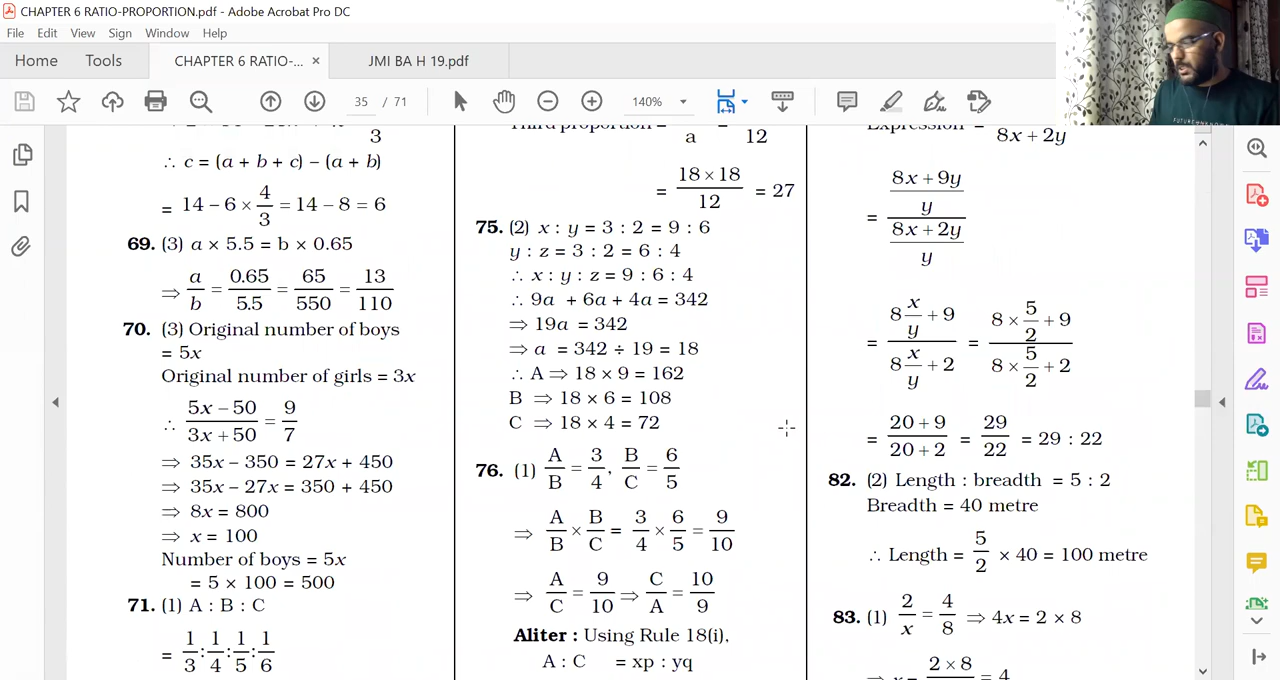 CHAPTER 6 RATIO-PROPORTION.pdf - Adobe Acrobat Pro DC
File Edit View Sign Window Help
Home Tools CHAPTER 6 RATIO-... × JMI BA H 19.pdf
35 / 71 140%
3
∴ c = (a + b + c) – (a + b)
= 14 – 6 × 4/3 = 14 – 8 = 6
69. (3) a × 5.5 = b × 0.65
⇒ a/b = 0.65/5.5 = 65/550 = 13/110
70. (3) Original number of boys
= 5x
Original number of girls = 3x
∴ (5x – 50)/(3x + 50) = 9/7
⇒ 35x – 350 = 27x + 450
⇒ 35x – 27x = 350 + 450
⇒ 8x = 800
⇒ x = 100
Number of boys = 5x
= 5 × 100 = 500
71. (1) A : B : C
= 1/3 : 1/4 : 1/5 : 1/6
Third proportion = /a = /12
= (18 × 18)/12 = 27
75. (2) x : y = 3 : 2 = 9 : 6
y : z = 3 : 2 = 6 : 4
∴ x : y : z = 9 : 6 : 4
∴ 9a + 6a + 4a = 342
⇒ 19a = 342
⇒ a = 342 ÷ 19 = 18
∴ A ⇒ 18 × 9 = 162
B ⇒ 18 × 6 = 108
C ⇒ 18 × 4 = 72
76. (1) A/B = 3/4, B/C = 6/5
⇒ A/B × B/C = 3/4 × 6/5 = 9/10
⇒ A/C = 9/10 ⇒ C/A = 10/9
Aliter : Using Rule 18(i),
A : C = xp : yq
Expression = /8x + 2y
= ((8x + 9y)/y)/((8x + 2y)/y)
= (8 x/y + 9)/(8 x/y + 2) = (8 × 5/2 + 9)/(8 × 5/2 + 2)
= (20 + 9)/(20 + 2) = 29/22 = 29 : 22
82. (2) Length : breadth = 5 : 2
Breadth = 40 metre
∴ Length = 5/2 × 40 = 100 metre
83. (1) 2/x = 4/8 ⇒ 4x = 2 × 8
2 × 8 = 4